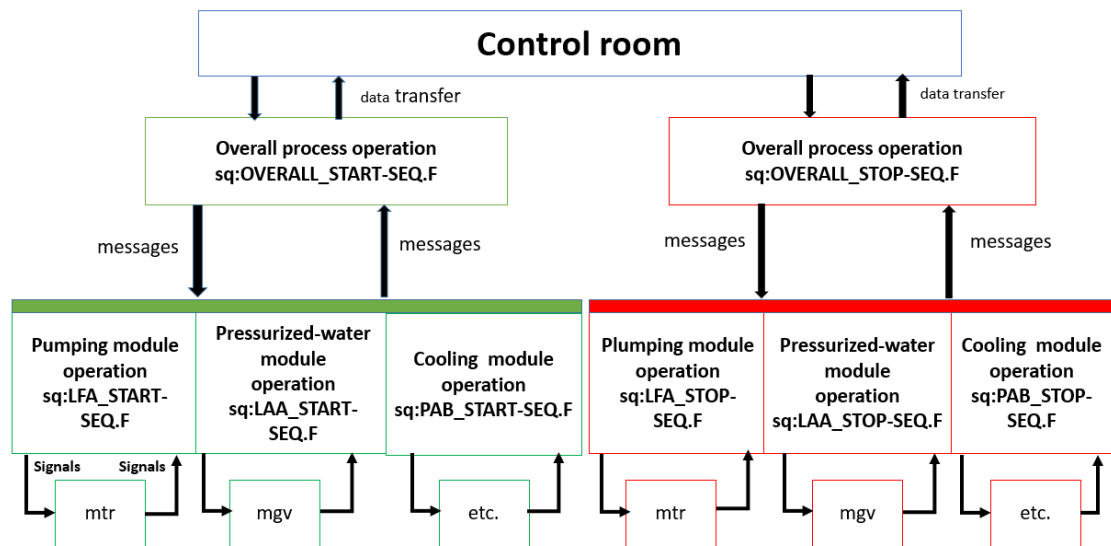 Control room
data transfer
data transfer
Overall process operation
sq:OVERALL_START-SEQ.F
Overall process operation
sq:OVERALL_STOP-SEQ.F
messages
messages
messages
messages
Pumping module
operation
sq:LFA_START-
SEQ.F
Pressurized-water
module
operation
sq:LAA_START-
SEQ.F
Cooling module
operation
sq:PAB_START-SEQ.F
Plumping module
operation
sq:LFA_STOP-
SEQ.F
Pressurized-water
module
operation
sq:LAA_STOP-SEQ.F
Cooling module
operation
sq:PAB_STOP-
SEQ.F
Signals
Signals
mtr
mgv
etc.
mtr
mgv
etc.